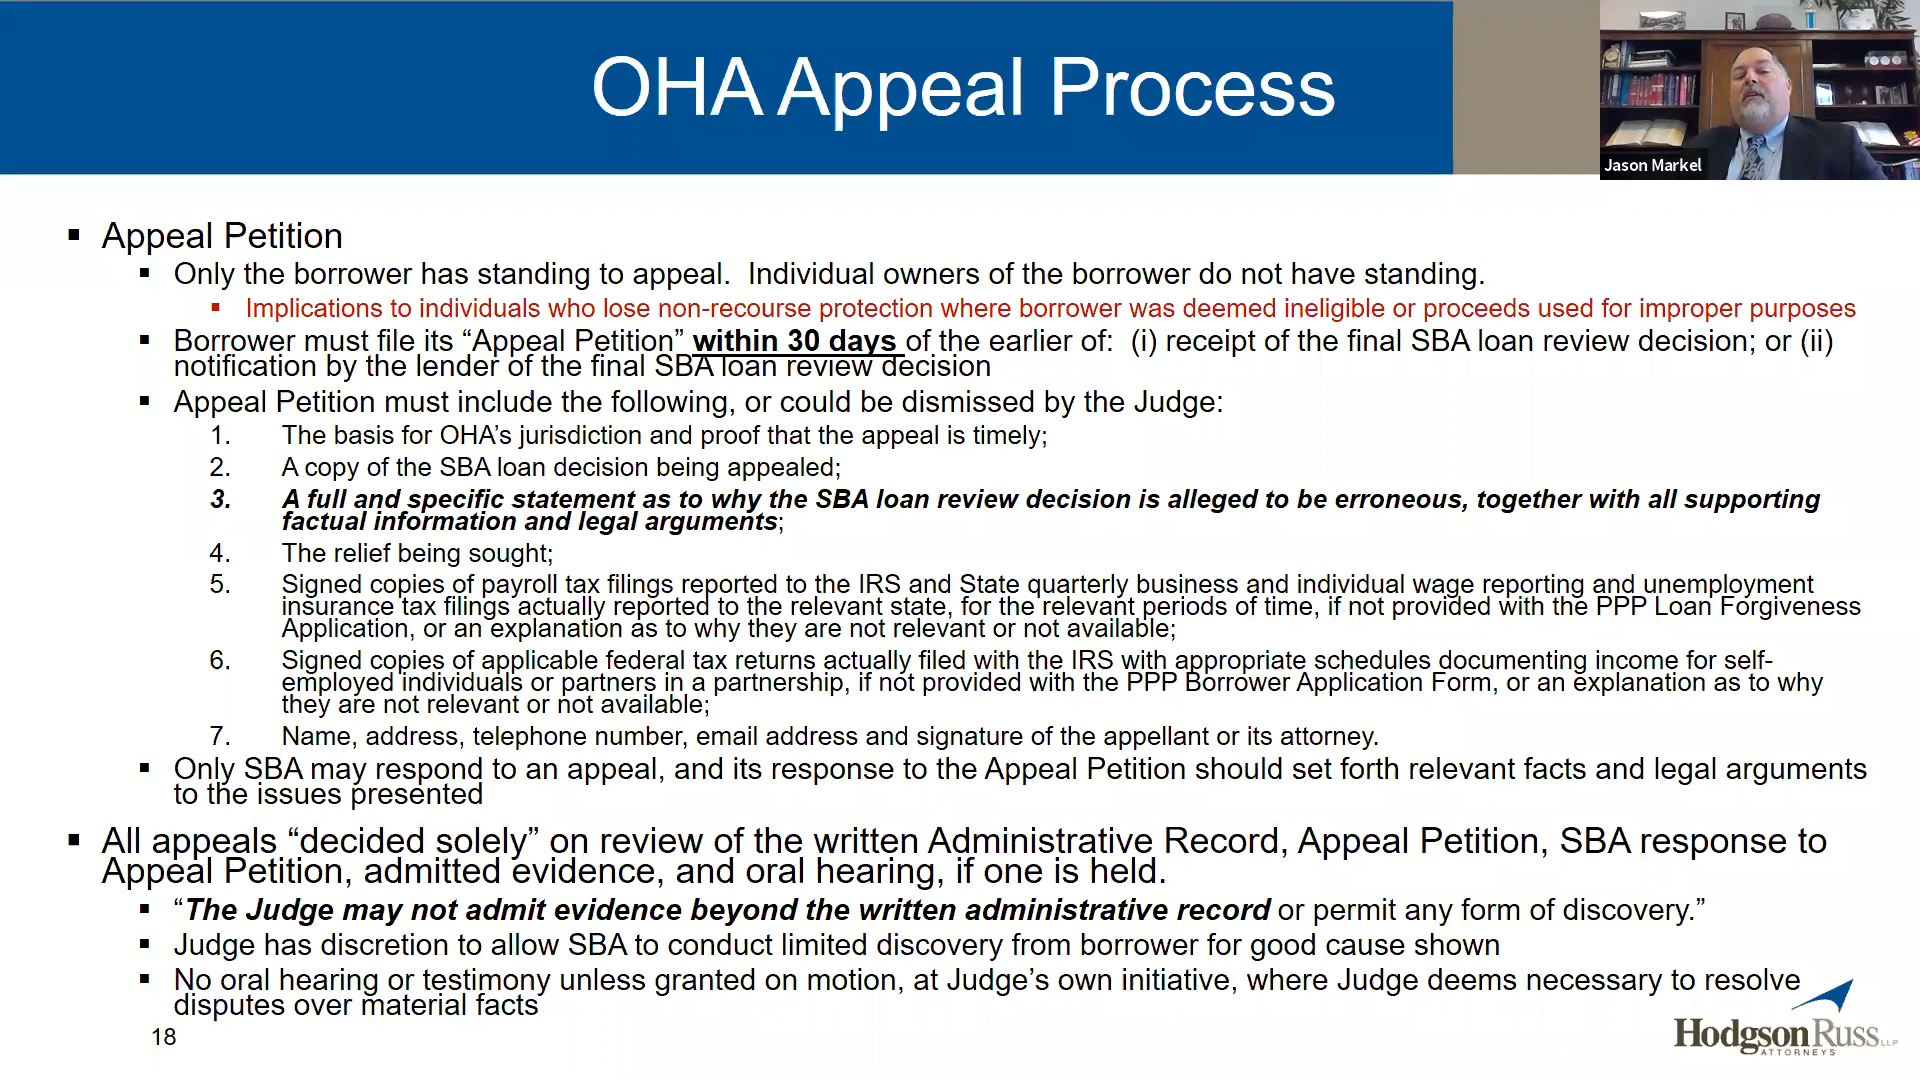 OHA Appeal Process
Jason Markel
▪ Appeal Petition
▪ Only the borrower has standing to appeal.  Individual owners of the borrower do not have standing.
▪ Implications to individuals who lose non-recourse protection where borrower was deemed ineligible or proceeds used for improper purposes
▪ Borrower must file its “Appeal Petition” within 30 days of the earlier of:  (i) receipt of the final SBA loan review decision; or (ii)
notification by the lender of the final SBA loan review decision
▪ Appeal Petition must include the following, or could be dismissed by the Judge:
1. The basis for OHA’s jurisdiction and proof that the appeal is timely;
2. A copy of the SBA loan decision being appealed;
3. A full and specific statement as to why the SBA loan review decision is alleged to be erroneous, together with all supporting
factual information and legal arguments;
4. The relief being sought;
5. Signed copies of payroll tax filings reported to the IRS and State quarterly business and individual wage reporting and unemployment
insurance tax filings actually reported to the relevant state, for the relevant periods of time, if not provided with the PPP Loan Forgiveness
Application, or an explanation as to why they are not relevant or not available;
6. Signed copies of applicable federal tax returns actually filed with the IRS with appropriate schedules documenting income for self-
employed individuals or partners in a partnership, if not provided with the PPP Borrower Application Form, or an explanation as to why
they are not relevant or not available;
7. Name, address, telephone number, email address and signature of the appellant or its attorney.
▪ Only SBA may respond to an appeal, and its response to the Appeal Petition should set forth relevant facts and legal arguments
to the issues presented
▪ All appeals “decided solely” on review of the written Administrative Record, Appeal Petition, SBA response to
Appeal Petition, admitted evidence, and oral hearing, if one is held.
▪ “The Judge may not admit evidence beyond the written administrative record or permit any form of discovery.”
▪ Judge has discretion to allow SBA to conduct limited discovery from borrower for good cause shown
▪ No oral hearing or testimony unless granted on motion, at Judge’s own initiative, where Judge deems necessary to resolve
disputes over material facts
18
HodgsonRuss LLP
ATTORNEYS